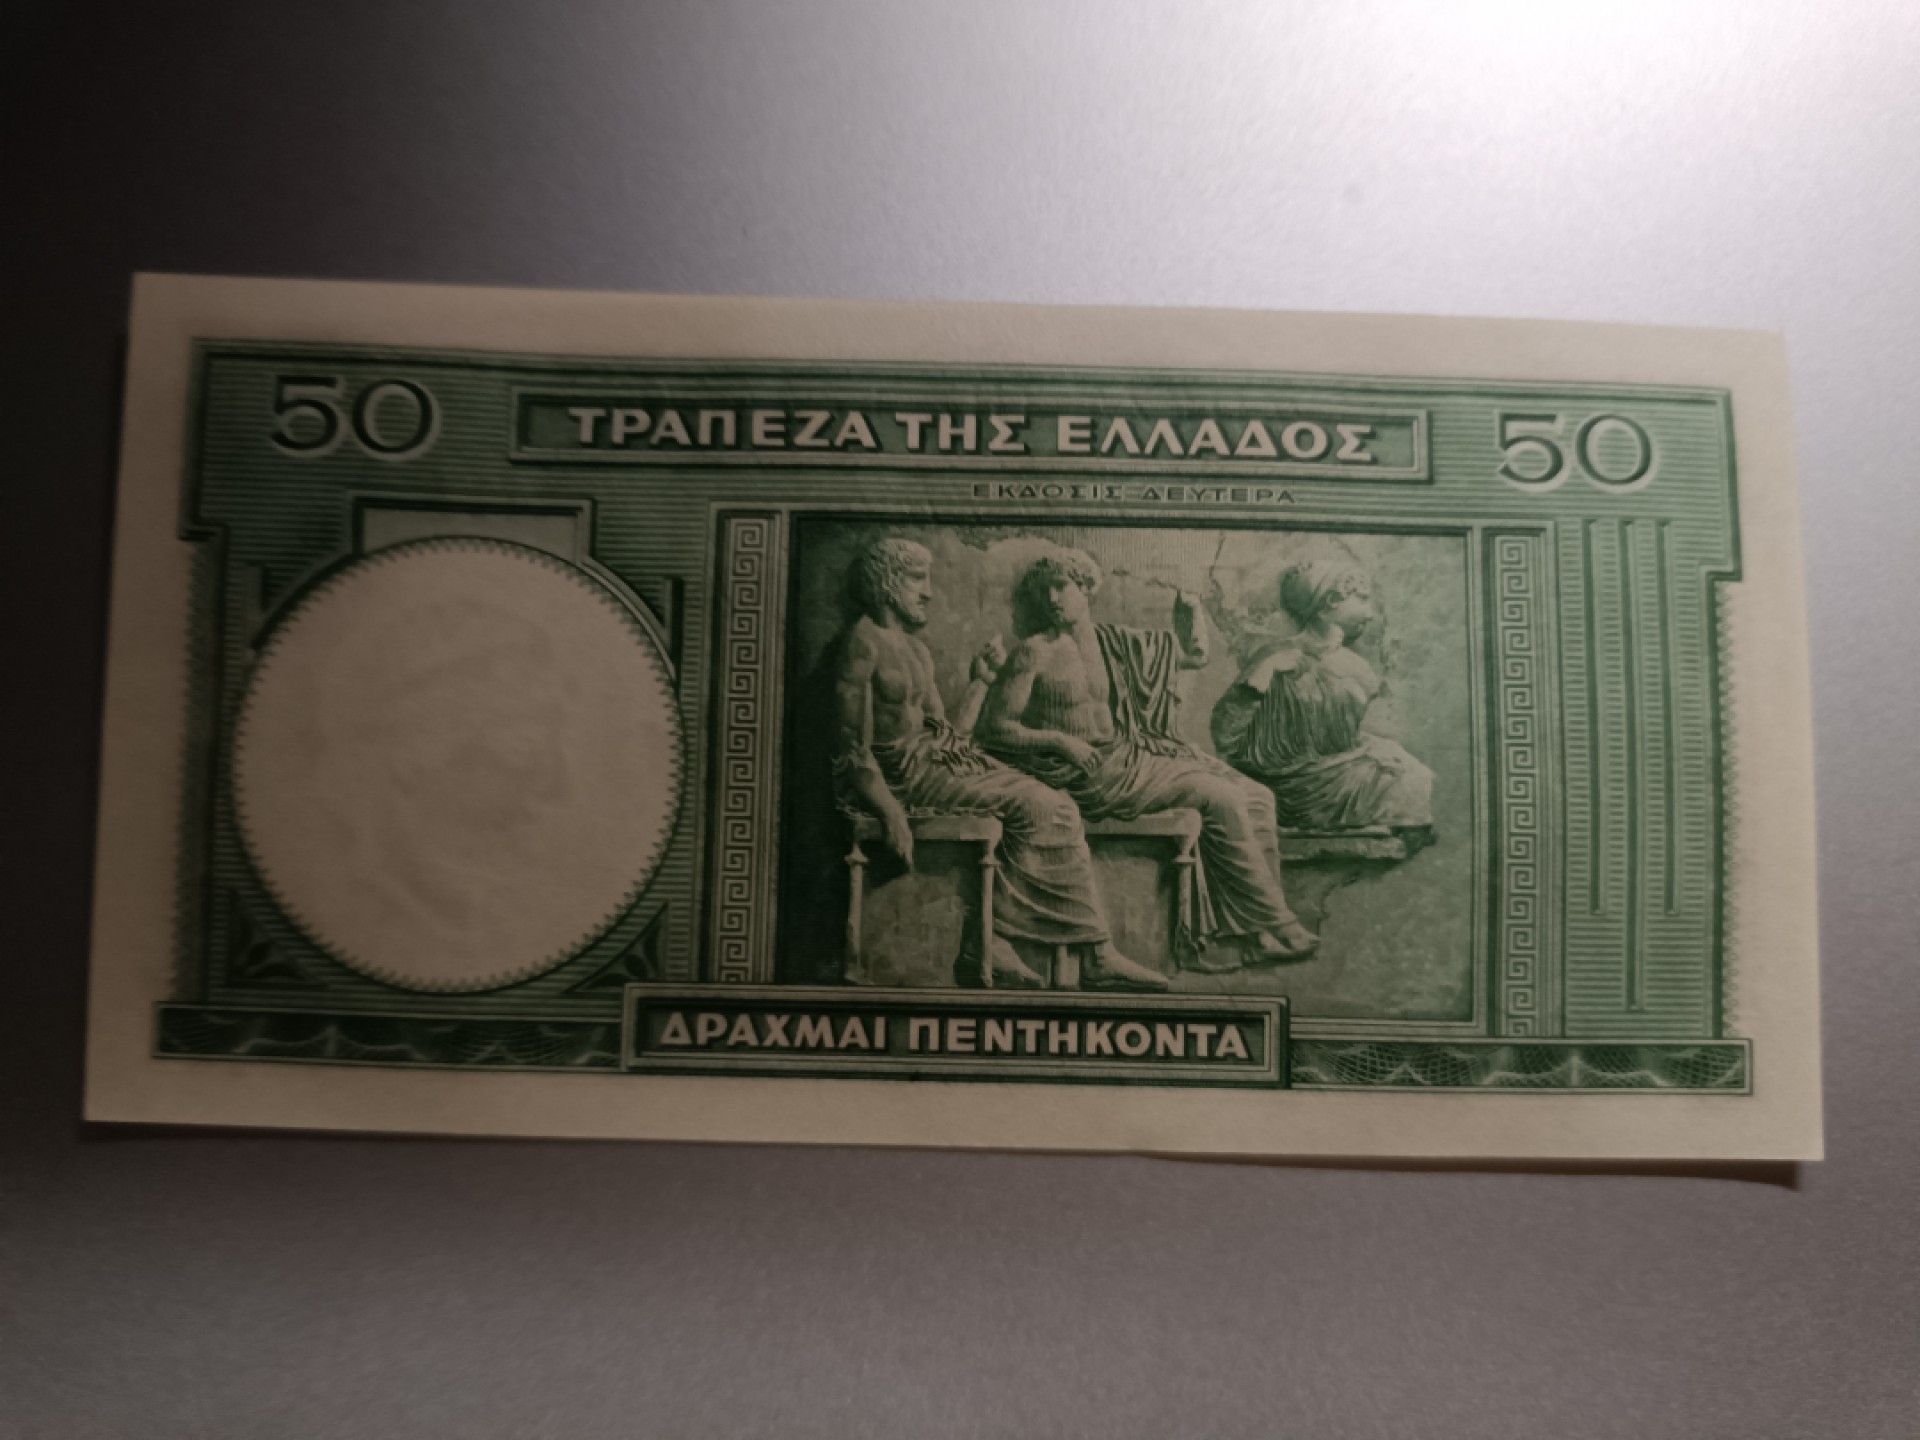 50 ΤΡΑΠΕΖΑ ΤΗΣ ΕΛΛΑΔΟΣ 50
ΕΚΔΟΣΙΣ ΔΕΥΤΕΡΑ
ΔΡΑΧΜΑΙ ΠΕΝΤΗΚΟΝΤΑ